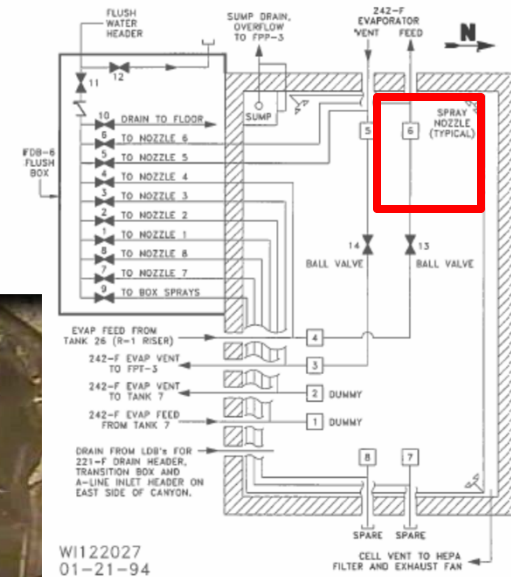 FLUSH
WATER
HEADER
SUMP DRAIN,
OVERFLOW
TO FPP-3
242-F
EVAPORATOR
VENT FEED
N
12
11
SUMP
SPRAY
NOZZLE
(TYPICAL)
5
6
10 DRAIN TO FLOOR
6 TO NOZZLE 6
5 TO NOZZLE 5
4 TO NOZZLE 4
3 TO NOZZLE 3
2 TO NOZZLE 2
1 TO NOZZLE 1
8 TO NOZZLE 8
7 TO NOZZLE 7
9 TO BOX SPRAYS
FDB-6
FLUSH
BOX
14
BALL VALVE
13
BALL VALVE
EVAP FEED FROM
TANK 26 (R-1 RISER)
4
242-F EVAP VENT
TO FPT-3
3
242-F EVAP VENT
TO TANK 7
2 DUMMY
242-F EVAP FEED
FROM TANK 7
1 DUMMY
DRAIN FROM LDB's FOR
221-F DRAIN HEADER,
TRANSITION BOX AND
A-LINE INLET HEADER ON
EAST SIDE OF CANYON.
8
7
SPARE SPARE
CELL VENT TO HEPA
FILTER AND EXHAUST FAN
WI122027
01-21-94